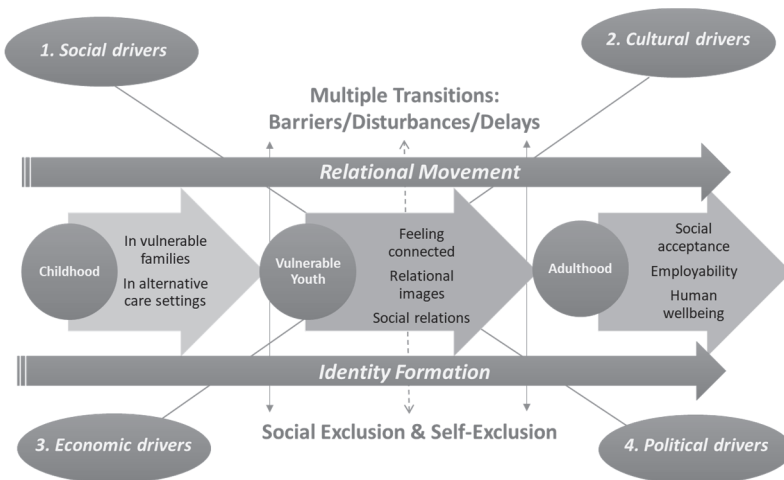 1. Social drivers
2. Cultural drivers
Multiple Transitions:
Barriers/Disturbances/Delays
Relational Movement
Childhood
In vulnerable
families
In alternative
care settings
Vulnerable
Youth
Feeling
connected
Relational
images
Social relations
Adulthood
Social
acceptance
Employability
Human
wellbeing
Identity Formation
Social Exclusion & Self-Exclusion
3. Economic drivers
4. Political drivers